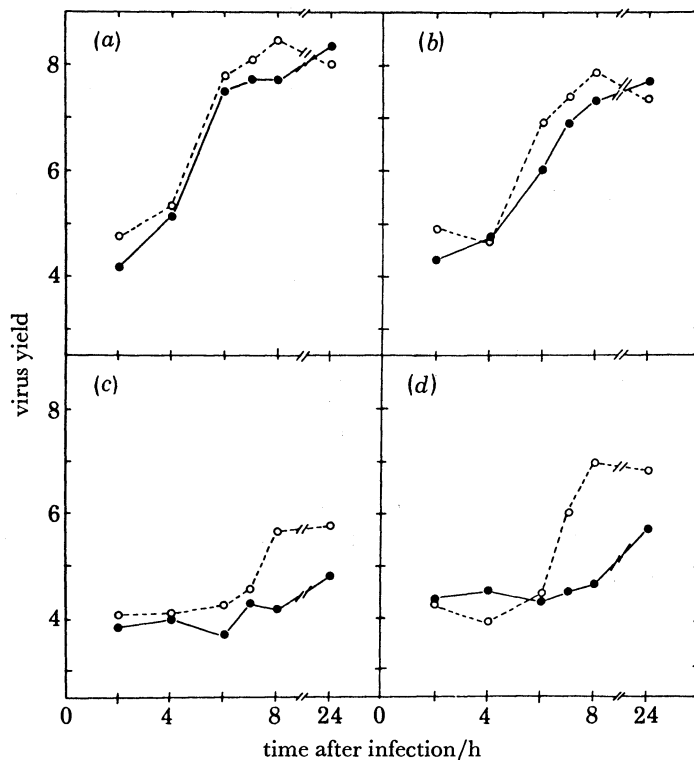 (a)
(b)
8
6
4
virus yield
(c)
(d)
8
6
4
0 4 8 24 0 4 8 24
time after infection/h